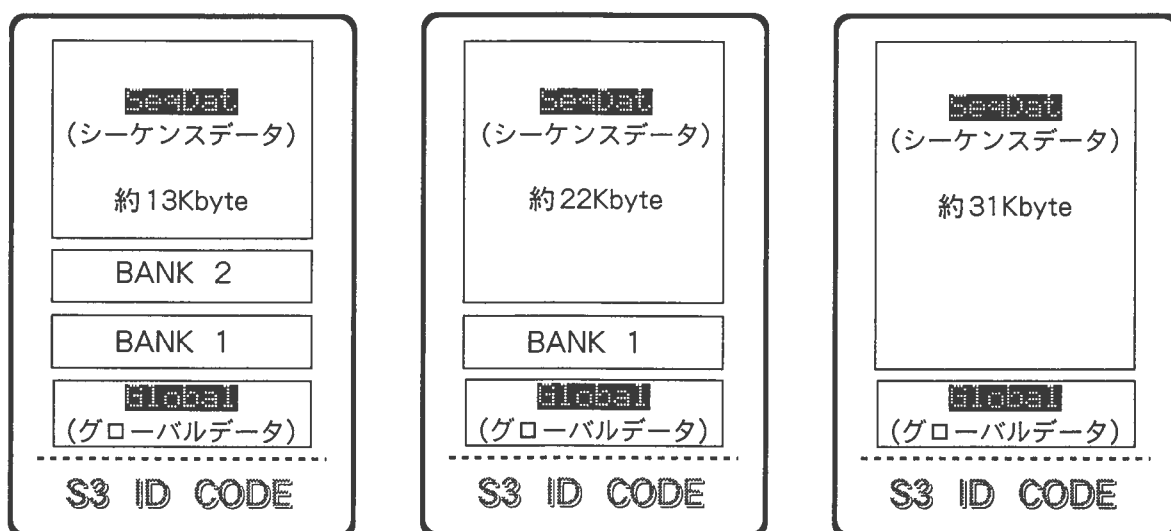 SeqDat
(シーケンスデータ)
約13Kbyte
BANK 2
BANK 1
Global
(グローバルデータ)
S3 ID CODE
SeqDat
(シーケンスデータ)
約22Kbyte
BANK 1
Global
(グローバルデータ)
S3 ID CODE
SeqDat
(シーケンスデータ)
約31Kbyte
Global
(グローバルデータ)
S3 ID CODE